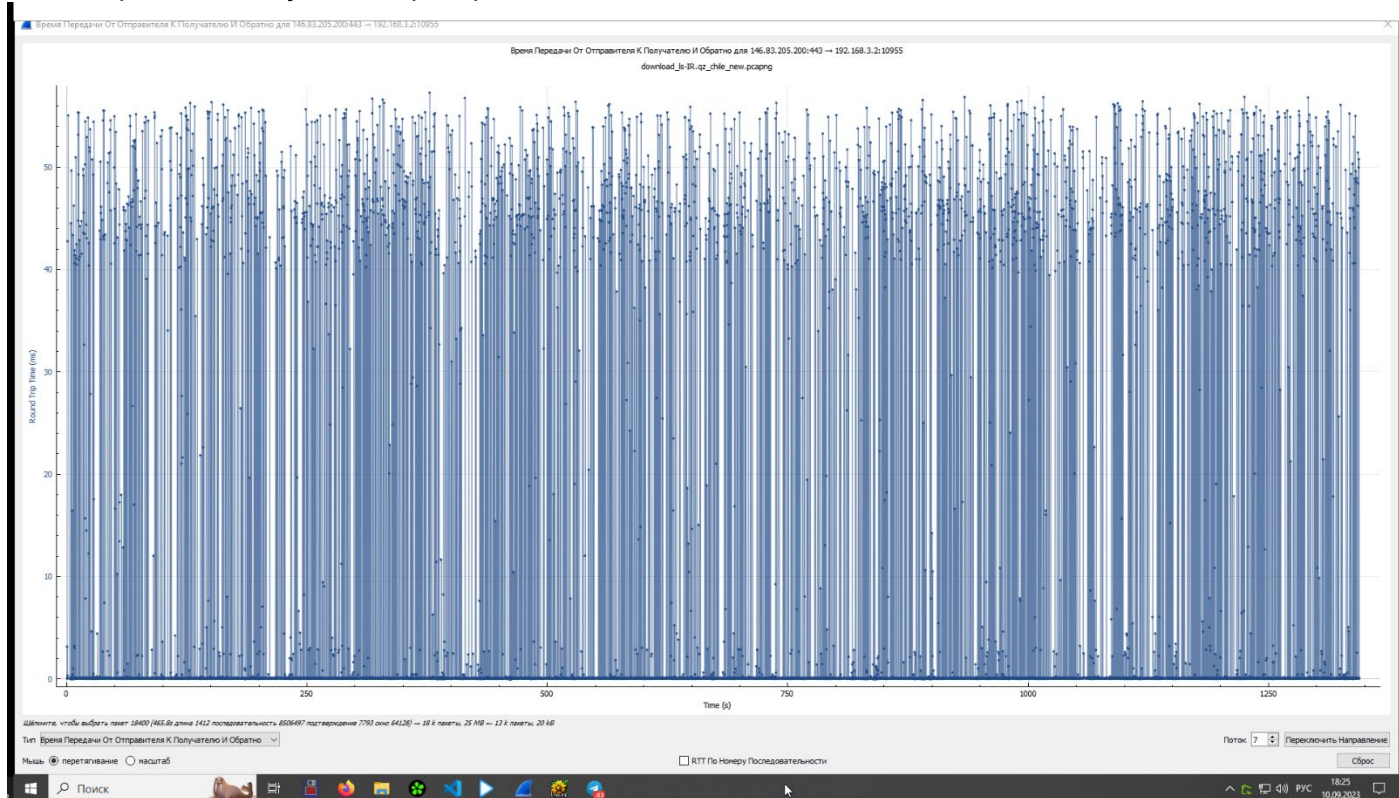 Время Передачи От Отправителя К Получателю И Обратно для 146.83.205.200:443 → 192.168.3.2:10955
Время Передачи От Отправителя К Получателю И Обратно для 146.83.205.200:443 → 192.168.3.2:10955
download_ls-lR.gz_chile_new.pcapng
Round Trip Time (ms)
50
40
30
20
10
0
0 250 500 750 1000 1250
Time (s)
Щёлкните, чтобы выбрать пакет 18400 (465.8s длина 1412 последовательность 8506497 подтверждение 7793 окно 64128) → 18 k пакеты, 25 MB ← 13 k пакеты, 20 kB
Тип Время Передачи От Отправителя К Получателю И Обратно
Поток 7 Переключить Направление
Мышь перетягивание масштаб
RTT По Номеру Последовательности
Сброс
Поиск
РУС
18:25
10.09.2023